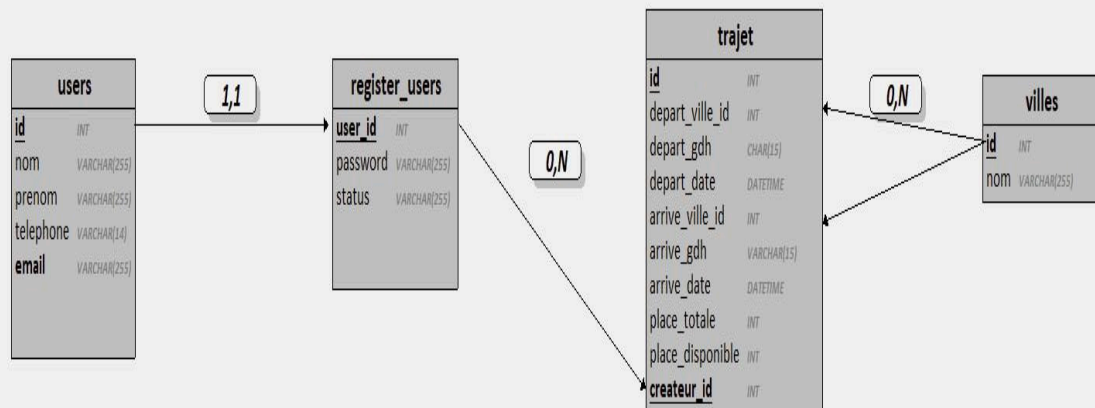 users
id INT
nom VARCHAR(255)
prenom VARCHAR(255)
telephone VARCHAR(14)
email VARCHAR(255)
1,1
register_users
user_id INT
password VARCHAR(255)
status VARCHAR(255)
0,N
trajet
id INT
depart_ville_id INT
depart_gdh CHAR(15)
depart_date DATETIME
arrive_ville_id INT
arrive_gdh VARCHAR(15)
arrive_date DATETIME
place_totale INT
place_disponible INT
createur_id INT
0,N
villes
id INT
nom VARCHAR(255)